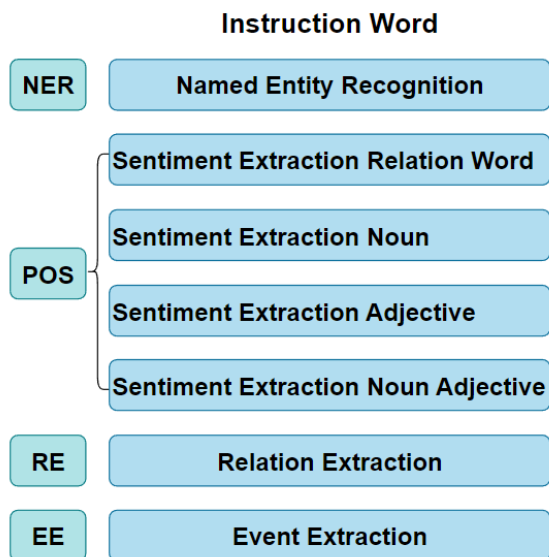 Instruction Word
NER
Named Entity Recognition
POS
Sentiment Extraction Relation Word
Sentiment Extraction Noun
Sentiment Extraction Adjective
Sentiment Extraction Noun Adjective
RE
Relation Extraction
EE
Event Extraction